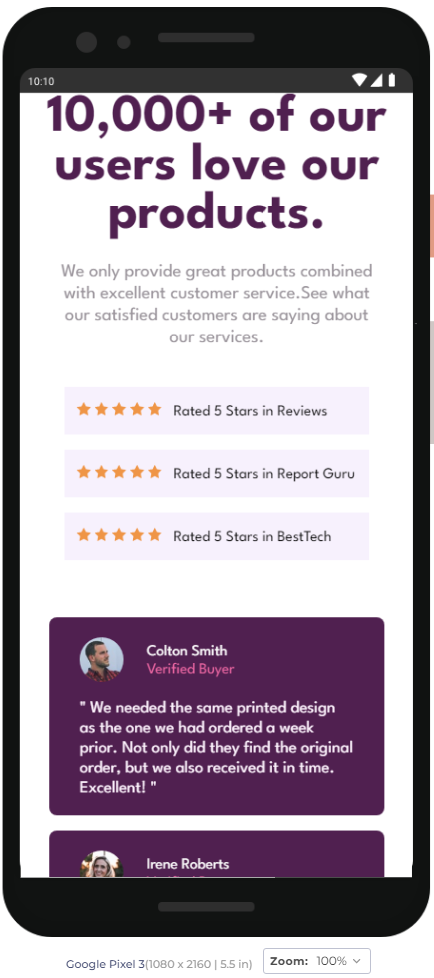 10:10
10,000+ of our
users love our
products.
We only provide great products combined
with excellent customer service.See what
our satisfied customers are saying about
our services.
Rated 5 Stars in Reviews
Rated 5 Stars in Report Guru
Rated 5 Stars in BestTech
Colton Smith
Verified Buyer
" We needed the same printed design
as the one we had ordered a week
prior. Not only did they find the original
order, but we also received it in time.
Excellent! "
Irene Roberts
Google Pixel 3(1080 x 2160 | 5.5 in) Zoom: 100%